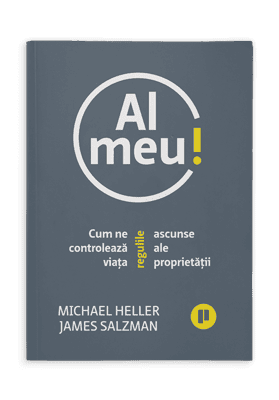 Al
meu!
Cum ne ascunse
controlează regulile ale
viața proprietății
MICHAEL HELLER
JAMES SALZMAN